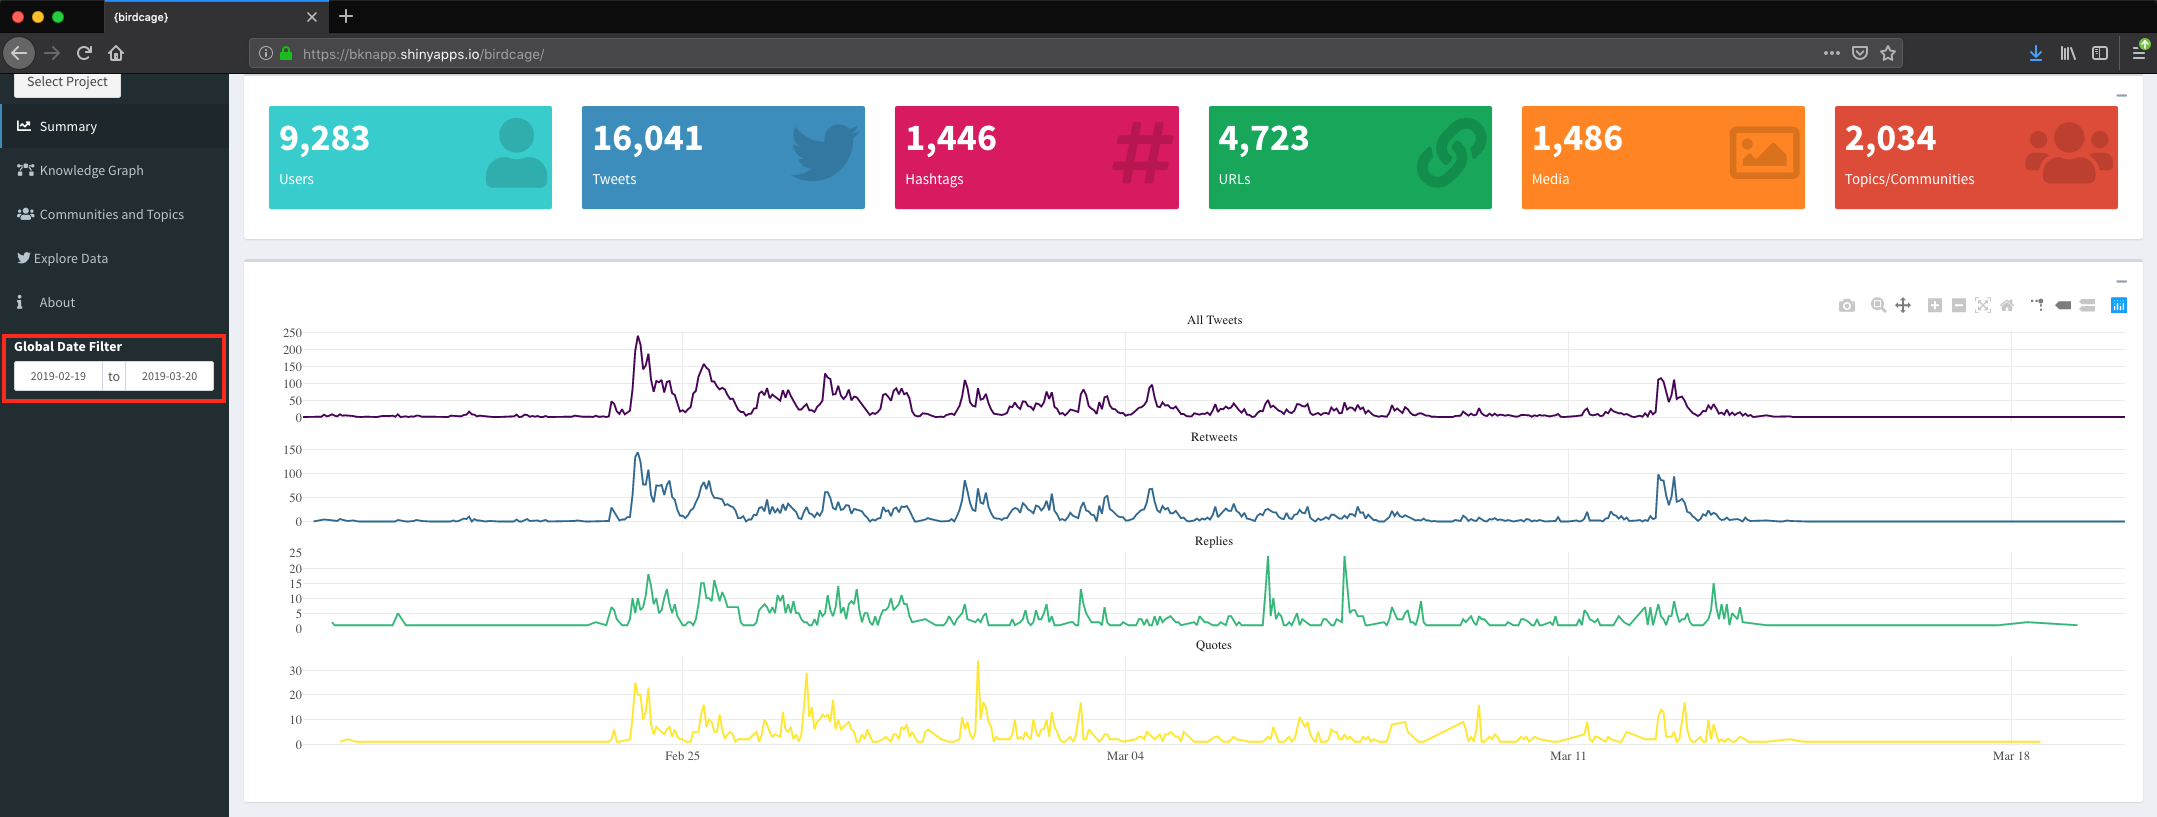 {birdcage}
https://bknapp.shinyapps.io/birdcage/
Select Project
Summary
Knowledge Graph
Communities and Topics
Explore Data
About
Global Date Filter
2019-02-19 to 2019-03-20
9,283
Users
16,041
Tweets
1,446
Hashtags
4,723
URLs
1,486
Media
2,034
Topics/Communities
All Tweets
250
200
150
100
50
0
Retweets
150
100
50
0
Replies
25
20
15
10
5
0
Quotes
30
20
10
0
Feb 25
Mar 04
Mar 11
Mar 18